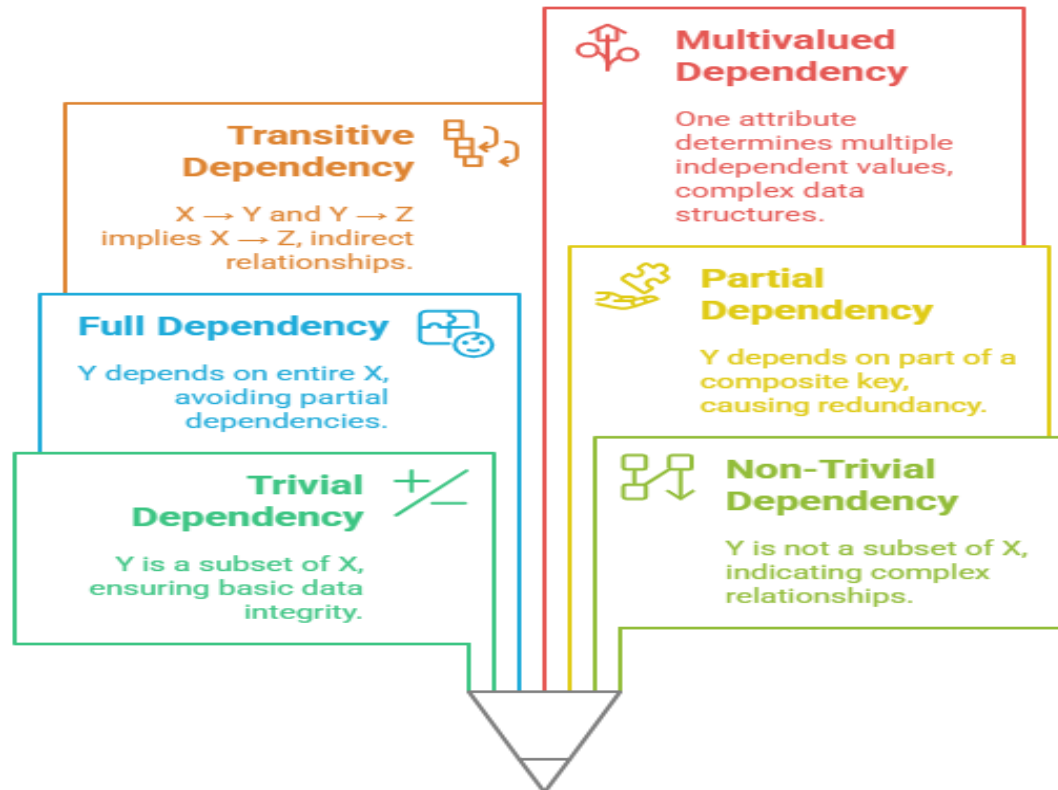 Multivalued
Dependency
One attribute
determines multiple
independent values,
complex data
structures.
Transitive
Dependency
X → Y and Y → Z
implies X → Z, indirect
relationships.
Partial
Dependency
Y depends on part of a
composite key,
causing redundancy.
Full Dependency
Y depends on entire X,
avoiding partial
dependencies.
Non-Trivial
Dependency
Y is not a subset of X,
indicating complex
relationships.
Trivial
Dependency
Y is a subset of X,
ensuring basic data
integrity.